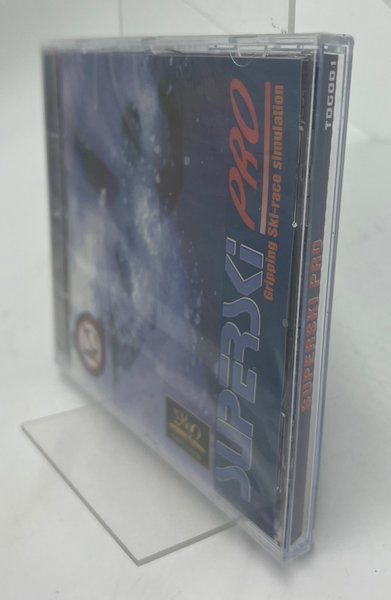 SUPERSKI PRO
Gripping Ski-race simulation
SUPERSKI PRO
TDG001